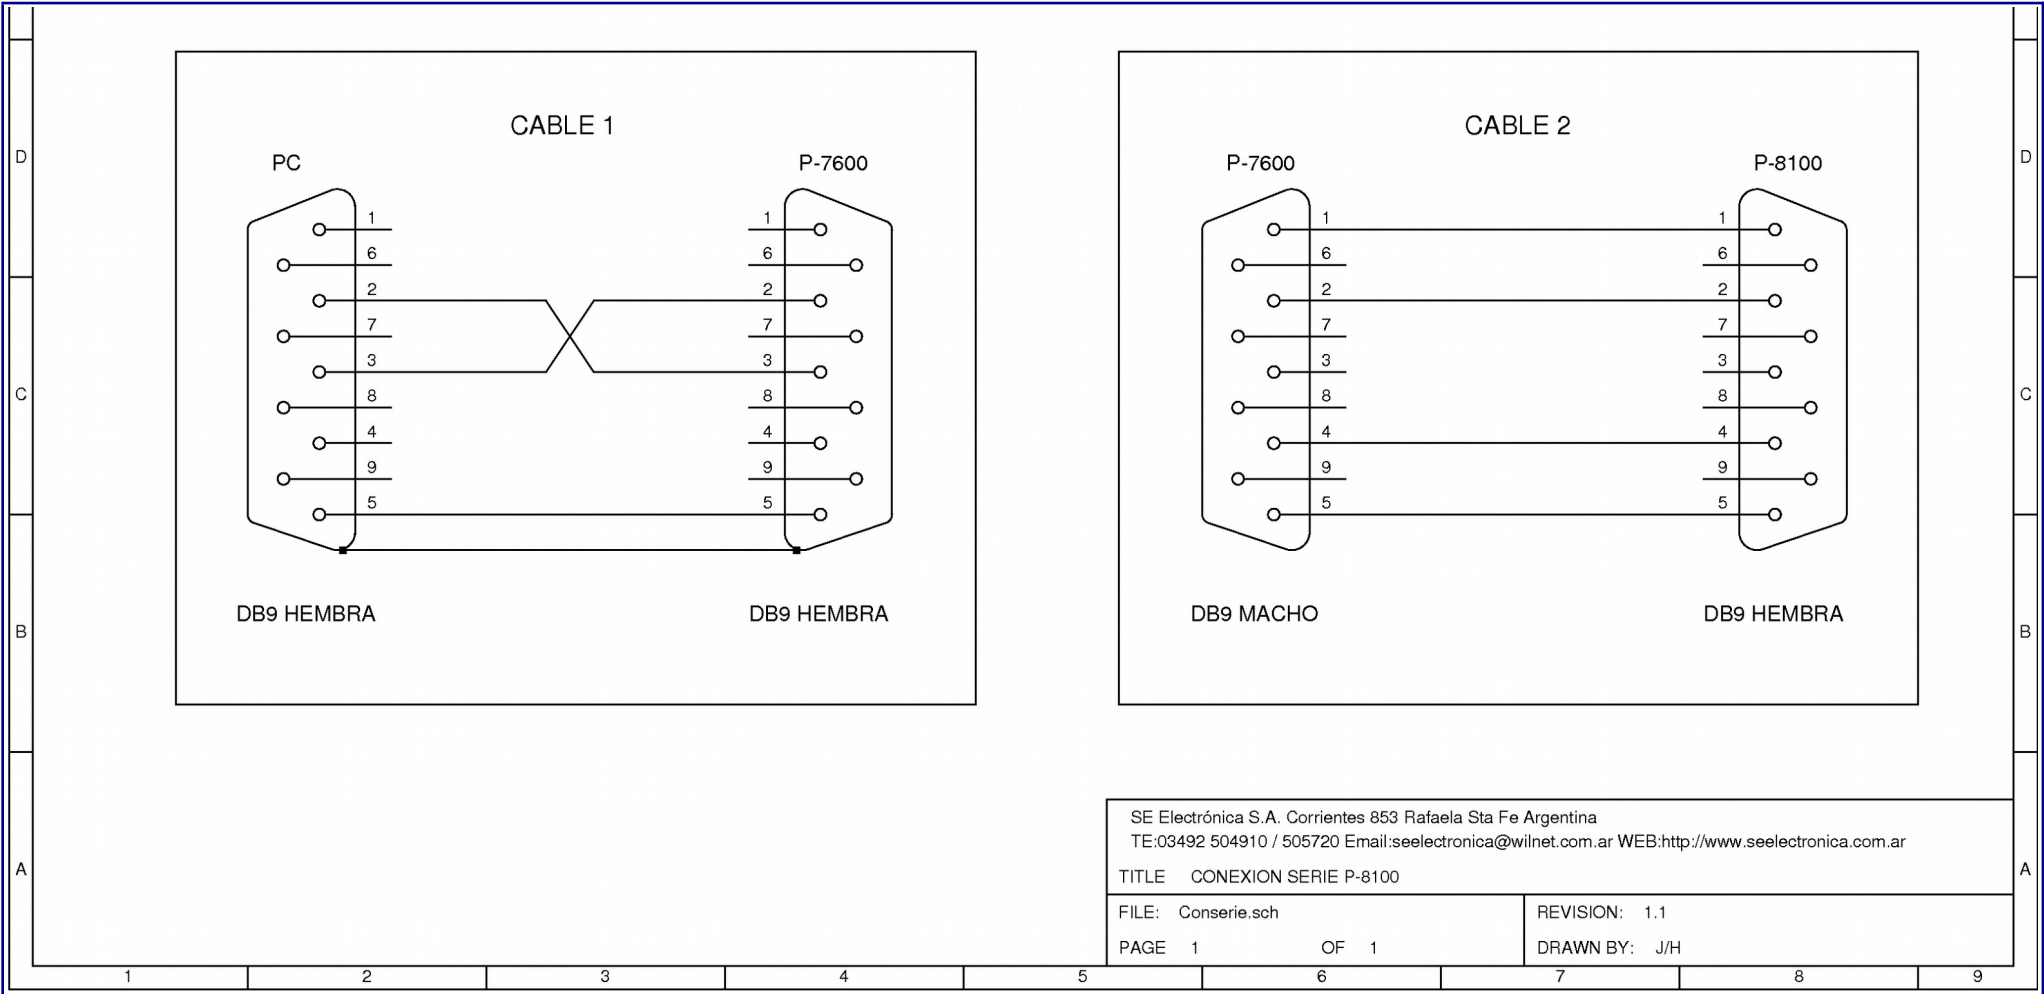 CABLE 1
PC P-7600
1 1
6 6
2 2
7 7
3 3
8 8
4 4
9 9
5 5
DB9 HEMBRA DB9 HEMBRA
CABLE 2
P-7600 P-8100
1 1
6 6
2 2
7 7
3 3
8 8
4 4
9 9
5 5
DB9 MACHO DB9 HEMBRA
D D
C C
B B
A A
SE Electrónica S.A. Corrientes 853 Rafaela Sta Fe Argentina
TE:03492 504910 / 505720 Email:seelectronica@wilnet.com.ar WEB:http://www.seelectronica.com.ar
TITLE CONEXION SERIE P-8100
FILE: Conserie.sch REVISION: 1.1
PAGE 1 OF 1 DRAWN BY: J/H
1 2 3 4 5 6 7 8 9